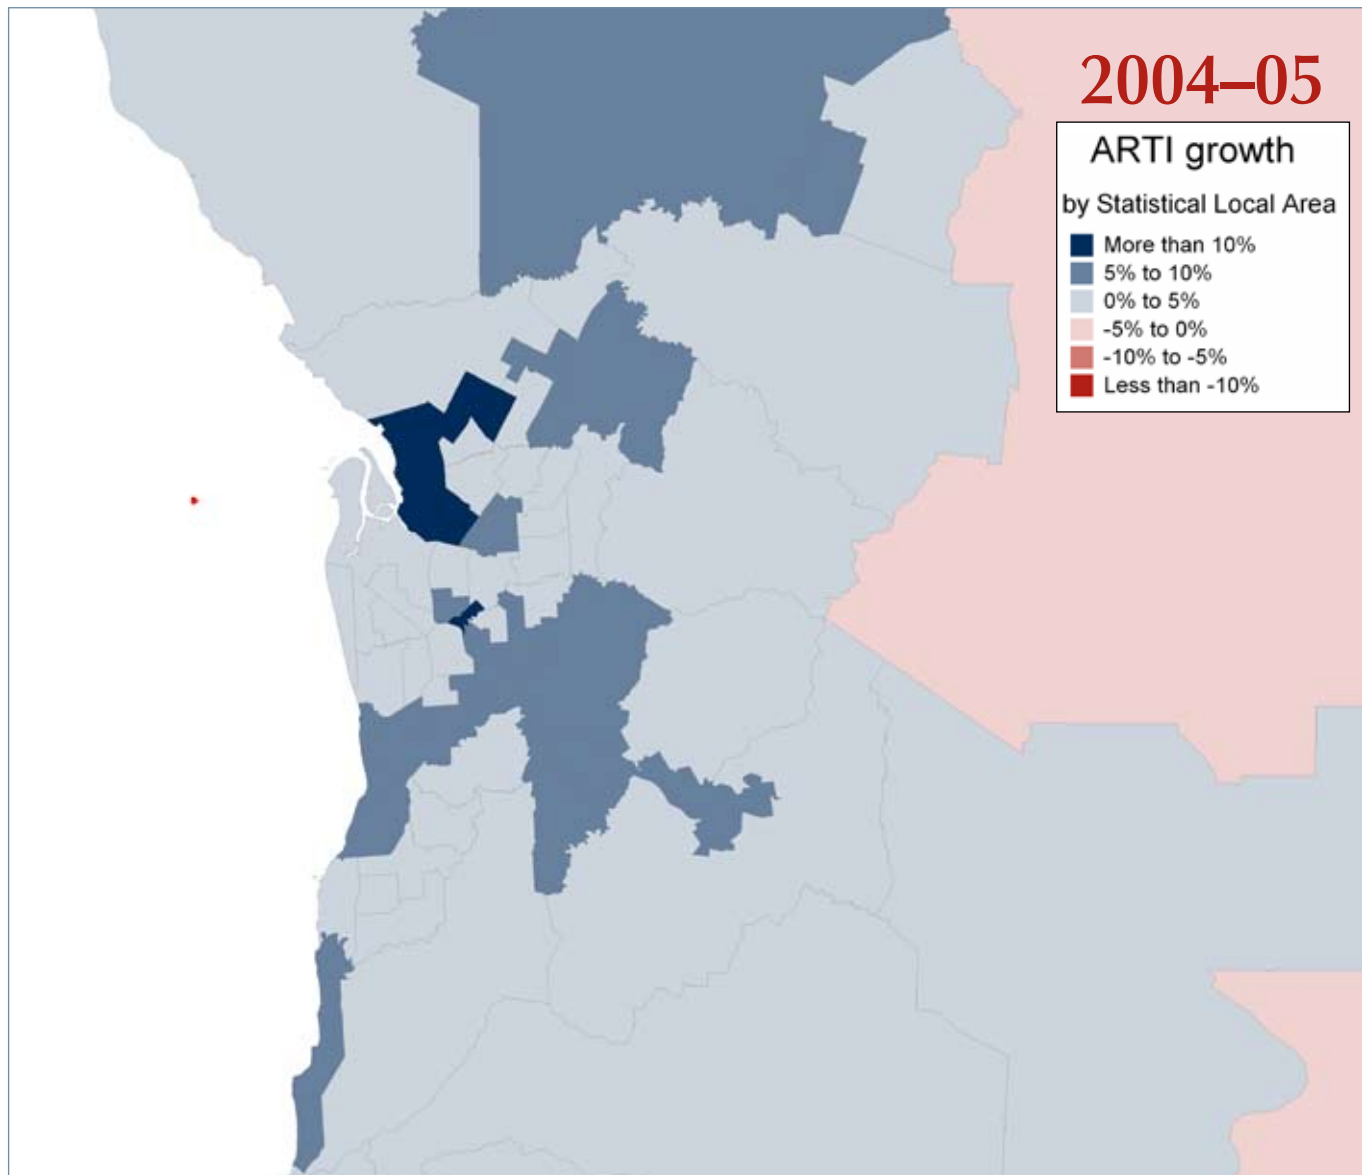 2004–05
ARTI growth
by Statistical Local Area
More than 10%
5% to 10%
0% to 5%
-5% to 0%
-10% to -5%
Less than -10%